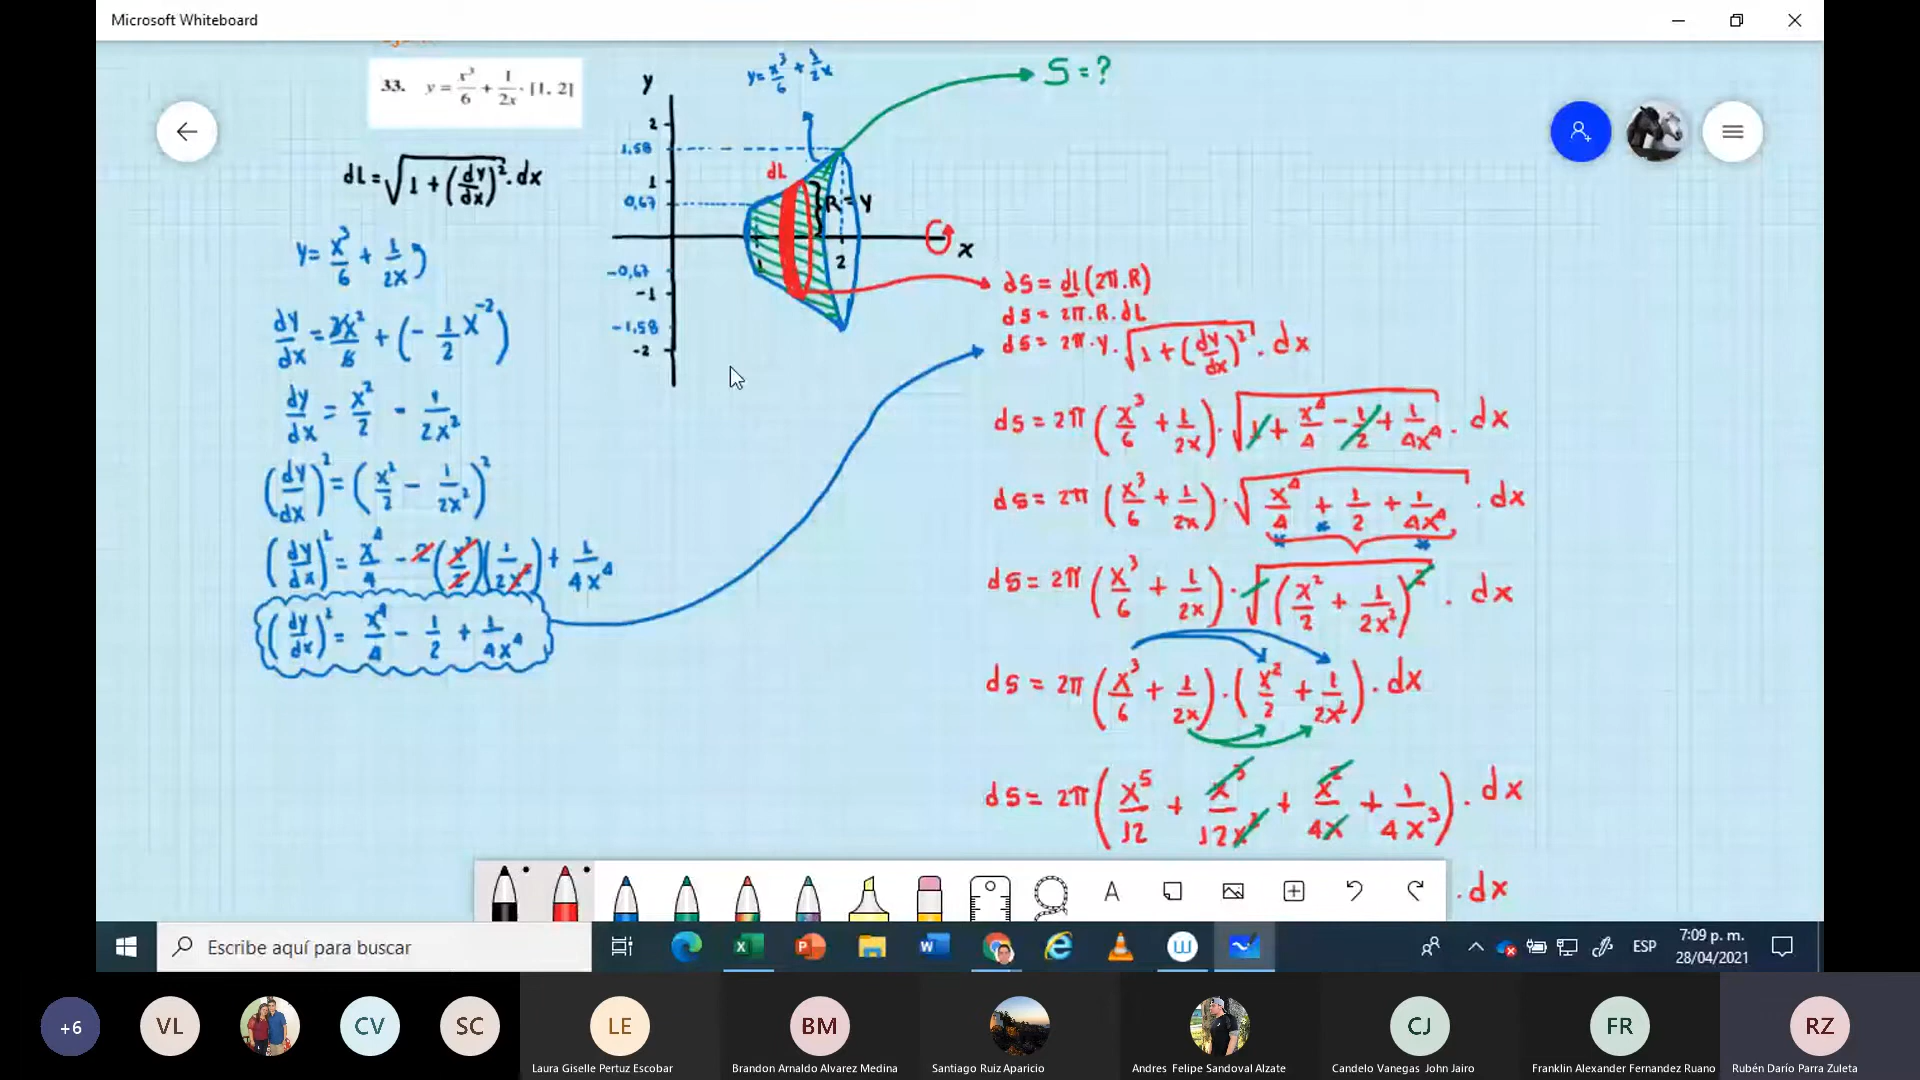 Microsoft Whiteboard
33. y = x³/6 + 1/2x, [1, 2]
dL = √(1 + (dy/dx)²) . dx
y = x³/6 + 1/2x
dy/dx = 3x²/6 + (- 1/2 x⁻²)
dy/dx = x²/2 - 1/2x²
(dy/dx)² = (x²/2 - 1/2x²)²
(dy/dx)² = x⁴/4 - 2(x²/2)(1/2x²) + 1/4x⁴
(dy/dx)² = x⁴/4 - 1/2 + 1/4x⁴
y = x³/6 + 1/2x
S = ?
y
2
1,58
1
0,67
-0,67
-1
-1,58
-2
dL
R = y
1
2
x
ds = dl (2π.R)
ds = 2π.R.dL
ds = 2π.y.√(1 + (dy/dx)²) . dx
ds = 2π (x³/6 + 1/2x) . √(1 + x⁴/4 - 1/2 + 1/4x⁴) . dx
ds = 2π (x³/6 + 1/2x) . √(x⁴/4 + 1/2 + 1/4x⁴) . dx
ds = 2π (x³/6 + 1/2x) . √((x²/2 + 1/2x²)²) . dx
ds = 2π (x³/6 + 1/2x) . (x²/2 + 1/2x²) . dx
ds = 2π (x⁵/12 + x³/12x² + x²/4x + 1/4x³) . dx
. dx
A
Escribe aquí para buscar
ESP
7:09 p. m.
28/04/2021
+6
VL
CV
SC
LE
BM
CJ
FR
RZ
Laura Giselle Pertuz Escobar
Brandon Arnaldo Alvarez Medina
Santiago Ruiz Aparicio
Andres Felipe Sandoval Alzate
Candelo Vanegas John Jairo
Franklin Alexander Fernandez Ruano
Rubén Darío Parra Zuleta